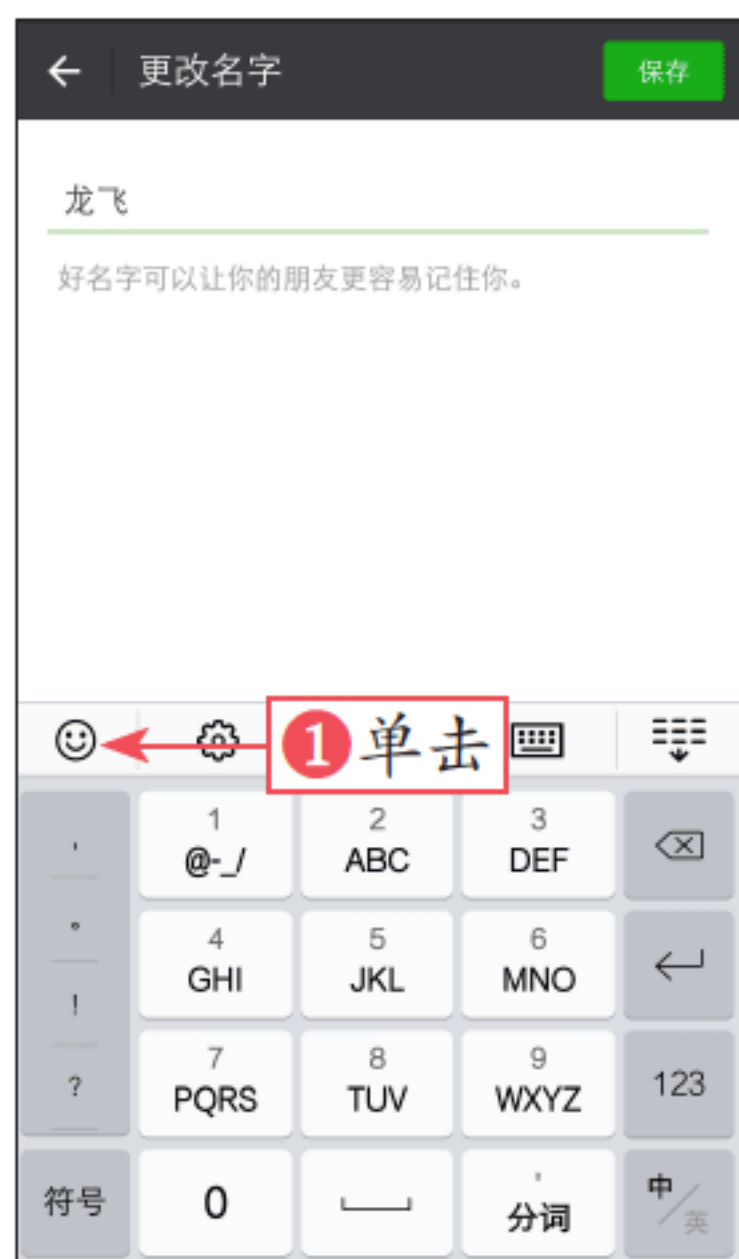 更改名字
保存
龙飞
好名字可以让你的朋友更容易记住你。
1 单击
, 1 2 3
@-_/ ABC DEF
。 4 5 6
GHI JKL MNO
!
7 8 9
? PQRS TUV WXYZ 123
符号 0 ' 分词 中/英